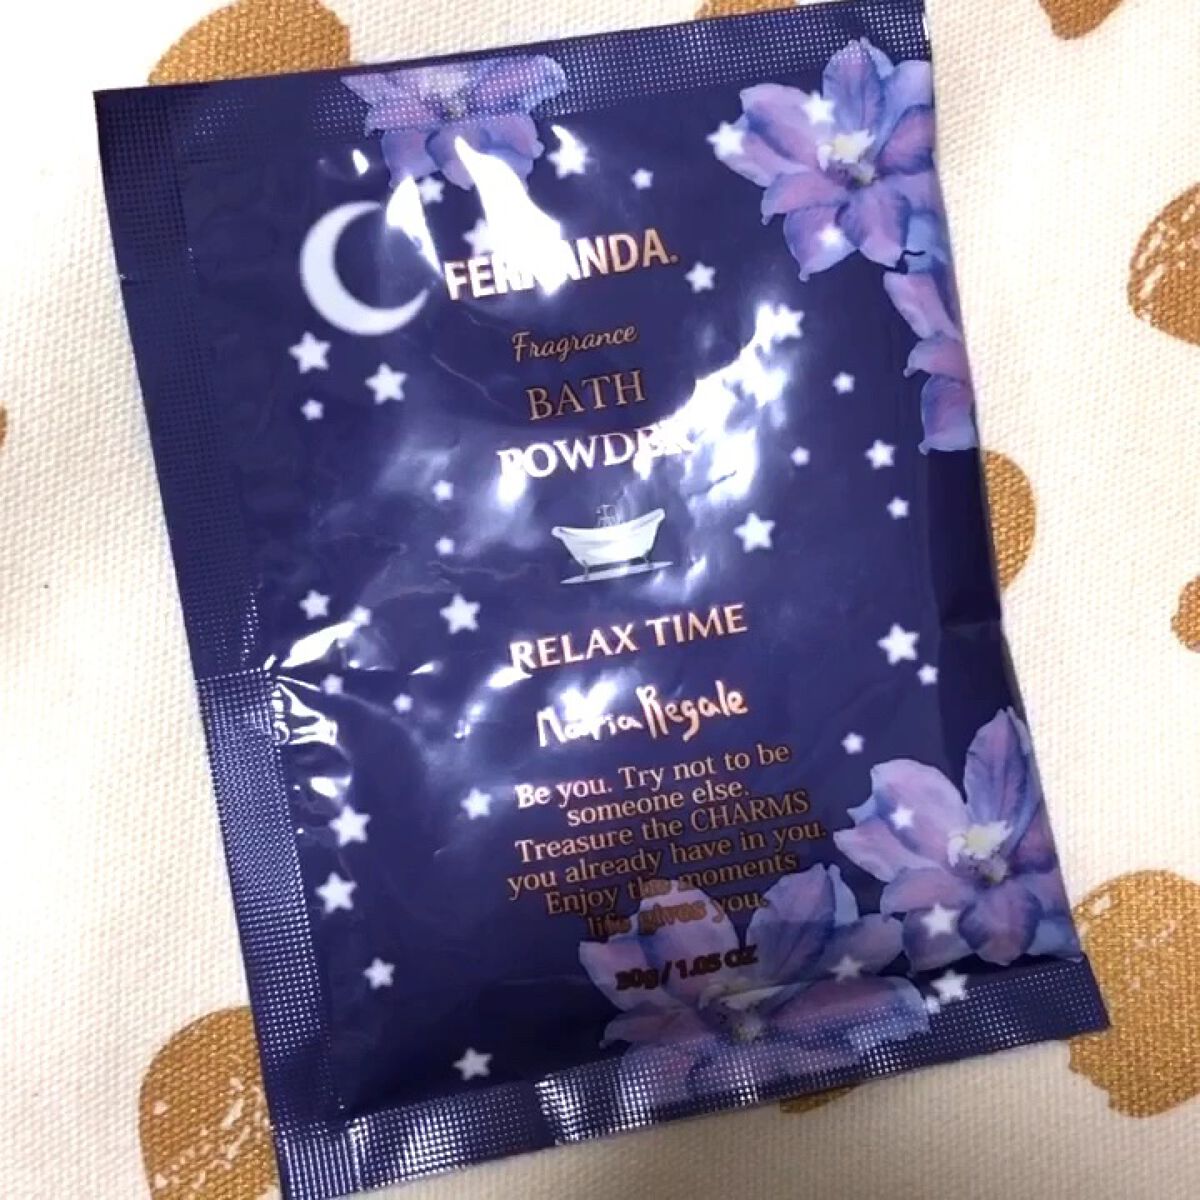 FERNANDA.
Fragrance
BATH
POWDER
RELAX TIME
Maria Regale
Be you. Try not to be
someone else.
Treasure the CHARMS
you already have in you.
Enjoy the moments
life gives you.
30g / 1.05 OZ